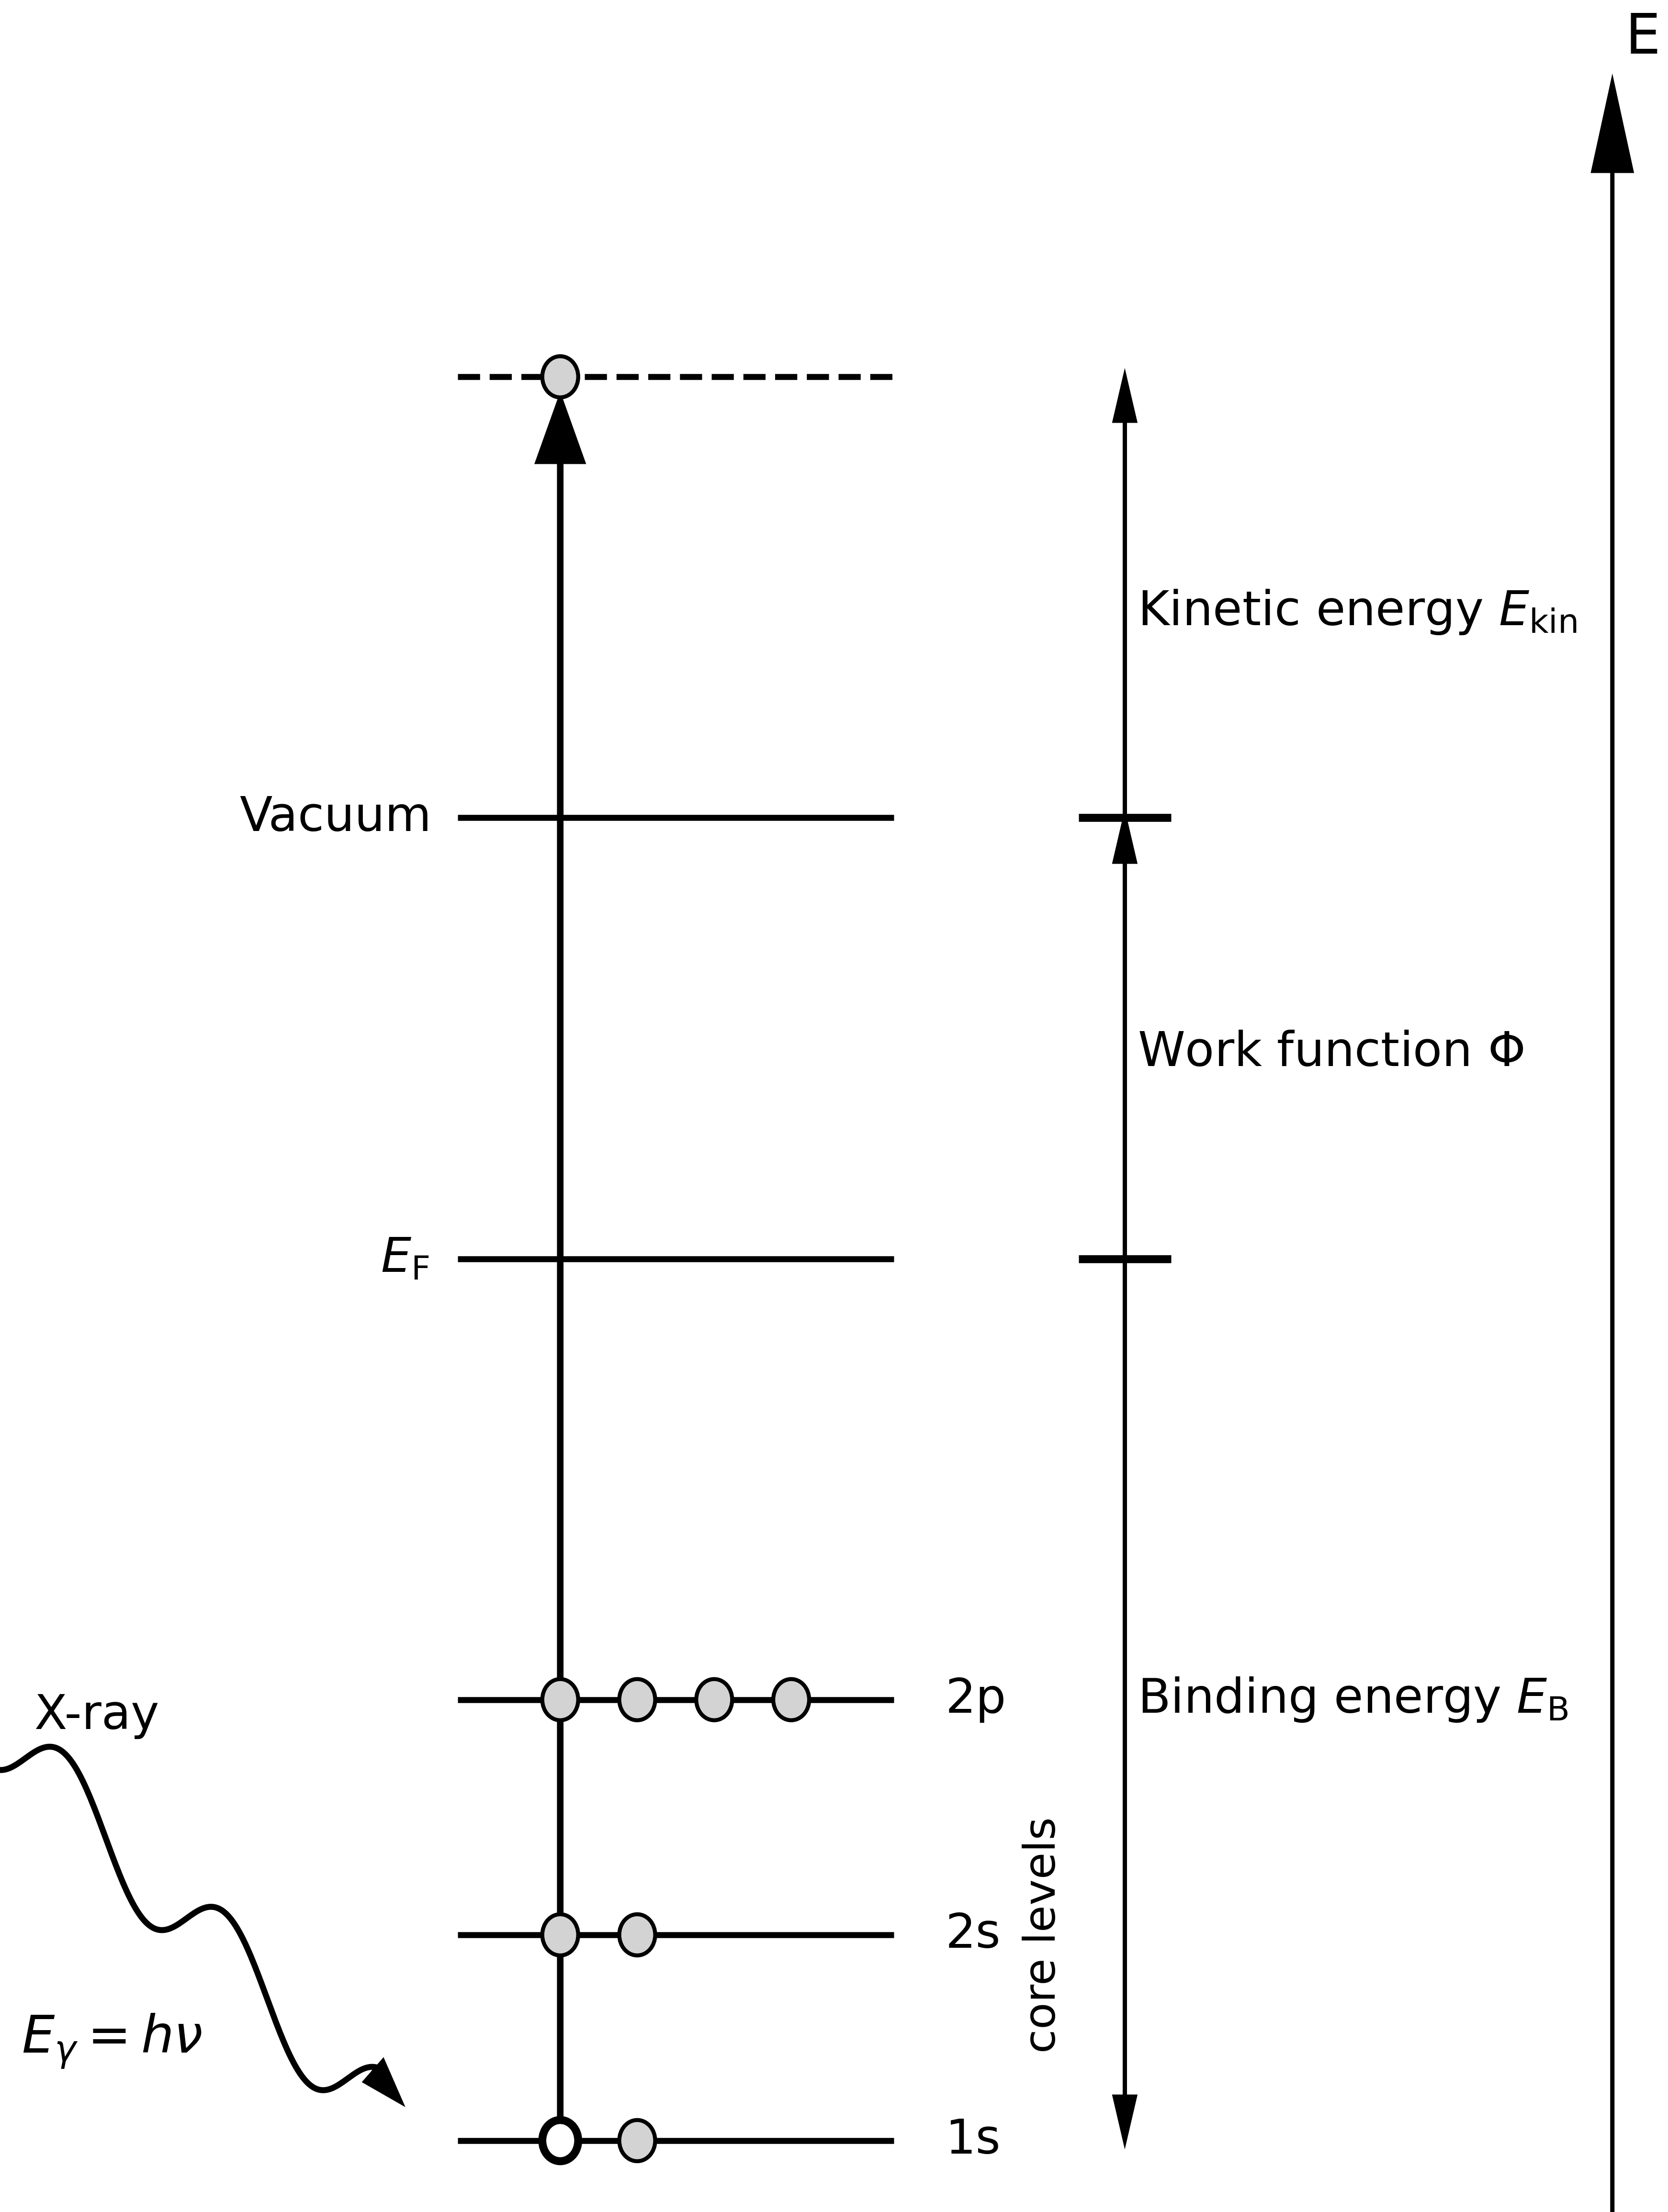 E
Kinetic energy E_kin
Vacuum
Work function Φ
E_F
2p
Binding energy E_B
X-ray
core levels
2s
E_γ = hν
1s